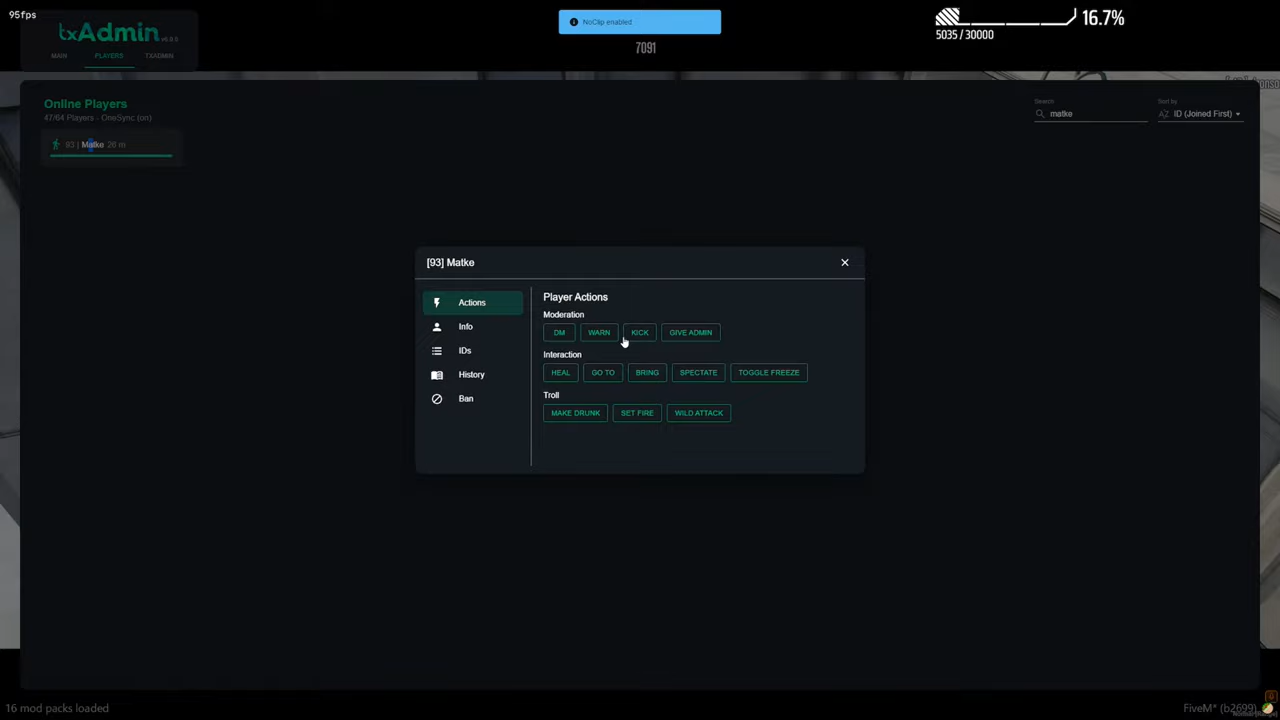 95fps
txAdmin
MAIN PLAYERS TXADMIN
NoClip enabled
7091
16.7%
5035 / 30000
Online Players
47/64 Players - OneSync (on)
Search
matke
Sort by
ID (Joined First)
93 | Matke 26 m
[93] Matke
Actions
Info
IDs
History
Ban
Player Actions
Moderation
DM WARN KICK GIVE ADMIN
Interaction
HEAL GO TO BRING SPECTATE TOGGLE FREEZE
Troll
MAKE DRUNK SET FIRE WILD ATTACK
16 mod packs loaded
FiveM* (b2699)